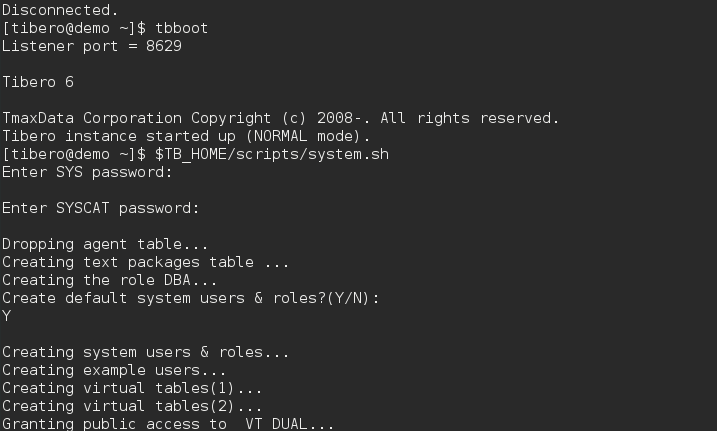 Disconnected.
[tibero@demo ~]$ tbboot
Listener port = 8629
Tibero 6
TmaxData Corporation Copyright (c) 2008-. All rights reserved.
Tibero instance started up (NORMAL mode).
[tibero@demo ~]$ $TB_HOME/scripts/system.sh
Enter SYS password:
Enter SYSCAT password:
Dropping agent table...
Creating text packages table ...
Creating the role DBA...
Create default system users & roles?(Y/N):
Y
Creating system users & roles...
Creating example users...
Creating virtual tables(1)...
Creating virtual tables(2)...
Granting public access to _VT_DUAL...